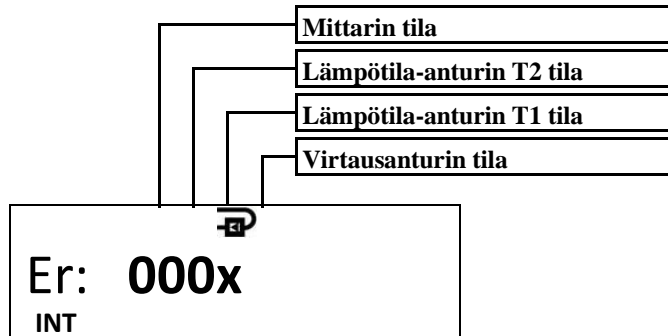 Mittarin tila
Lämpötila-anturin T2 tila
Lämpötila-anturin T1 tila
Virtausanturin tila
Er: 000x
INT